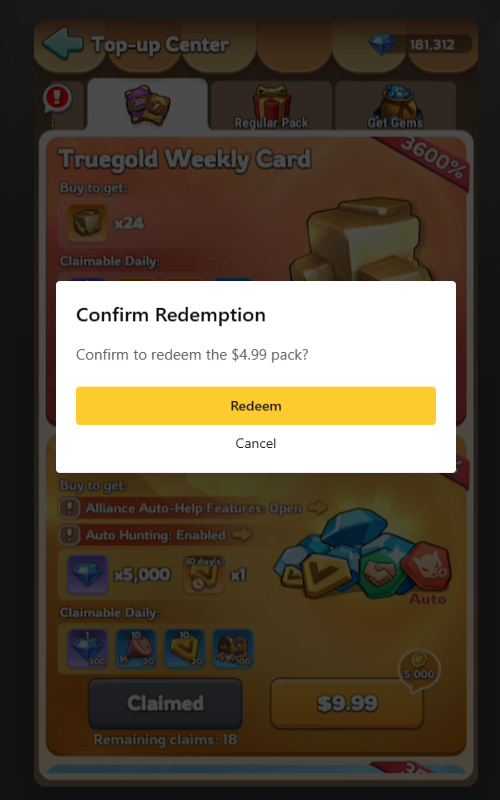 Top-up Center
181,312
30
7
Regular Pack
Get Gems
3600%
Truegold Weekly Card
Buy to get:
x24
Claimable Daily:
Confirm Redemption
Confirm to redeem the $4.99 pack?
Redeem
Cancel
Buy to get:
Alliance Auto-Help Features: Open
Auto Hunting: Enabled
x5,000
30 day(s)
x1
Auto
Claimable Daily:
1
300
10
20
10
20
10
100
5,000
Claimed
$9.99
Remaining claims: 18